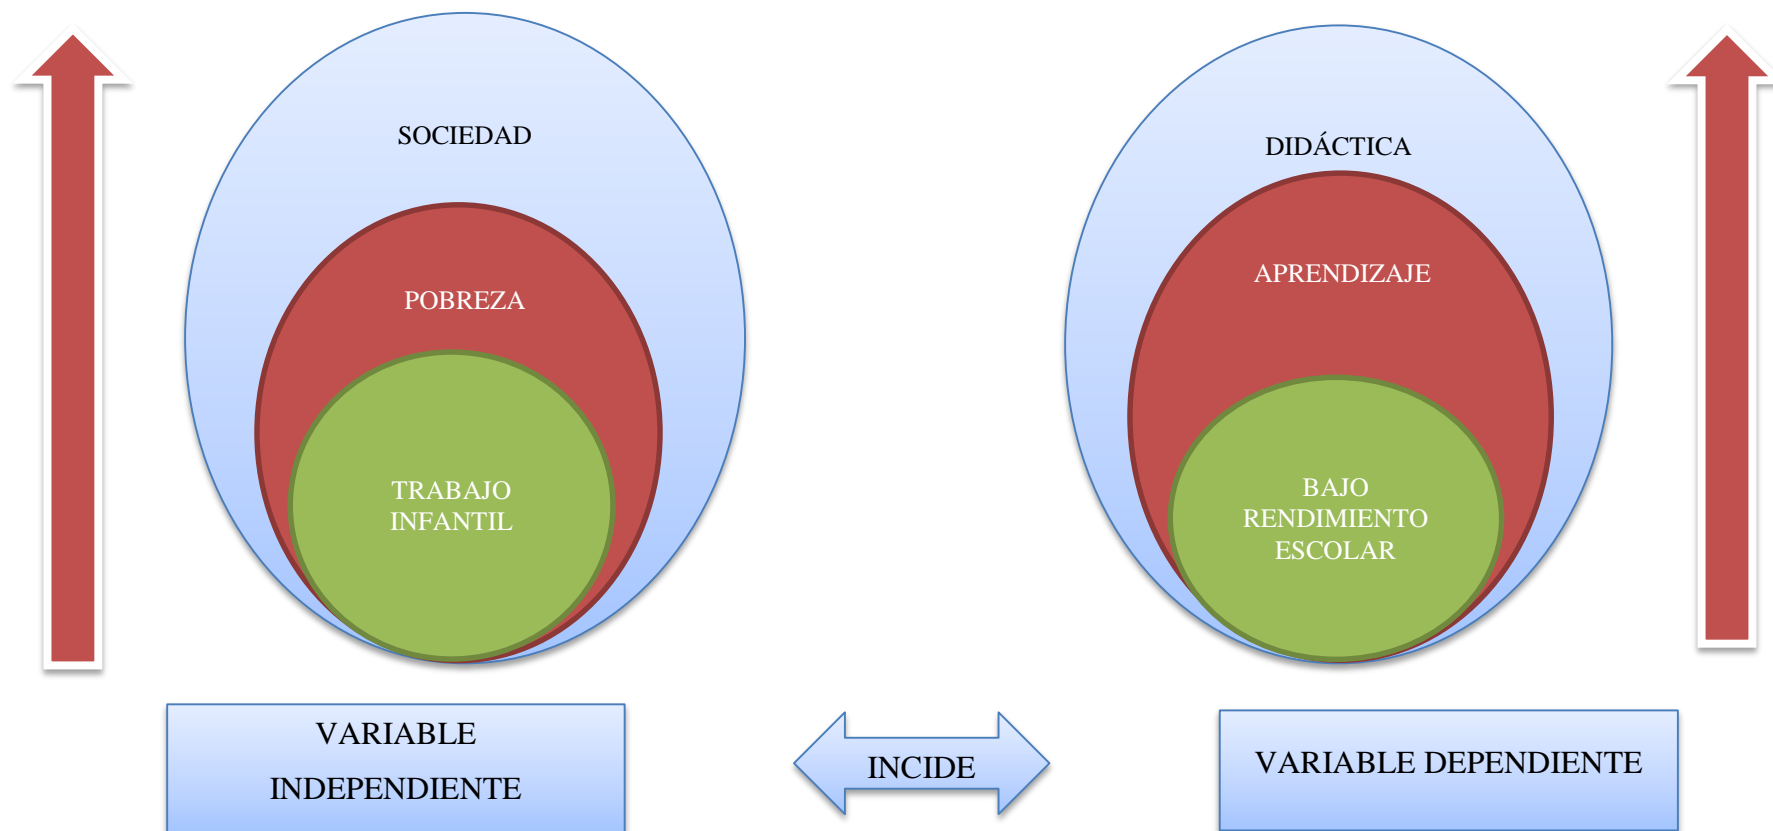 SOCIEDAD
POBREZA
TRABAJO
INFANTIL
DIDÁCTICA
APRENDIZAJE
BAJO
RENDIMIENTO
ESCOLAR
VARIABLE
INDEPENDIENTE
INCIDE
VARIABLE DEPENDIENTE